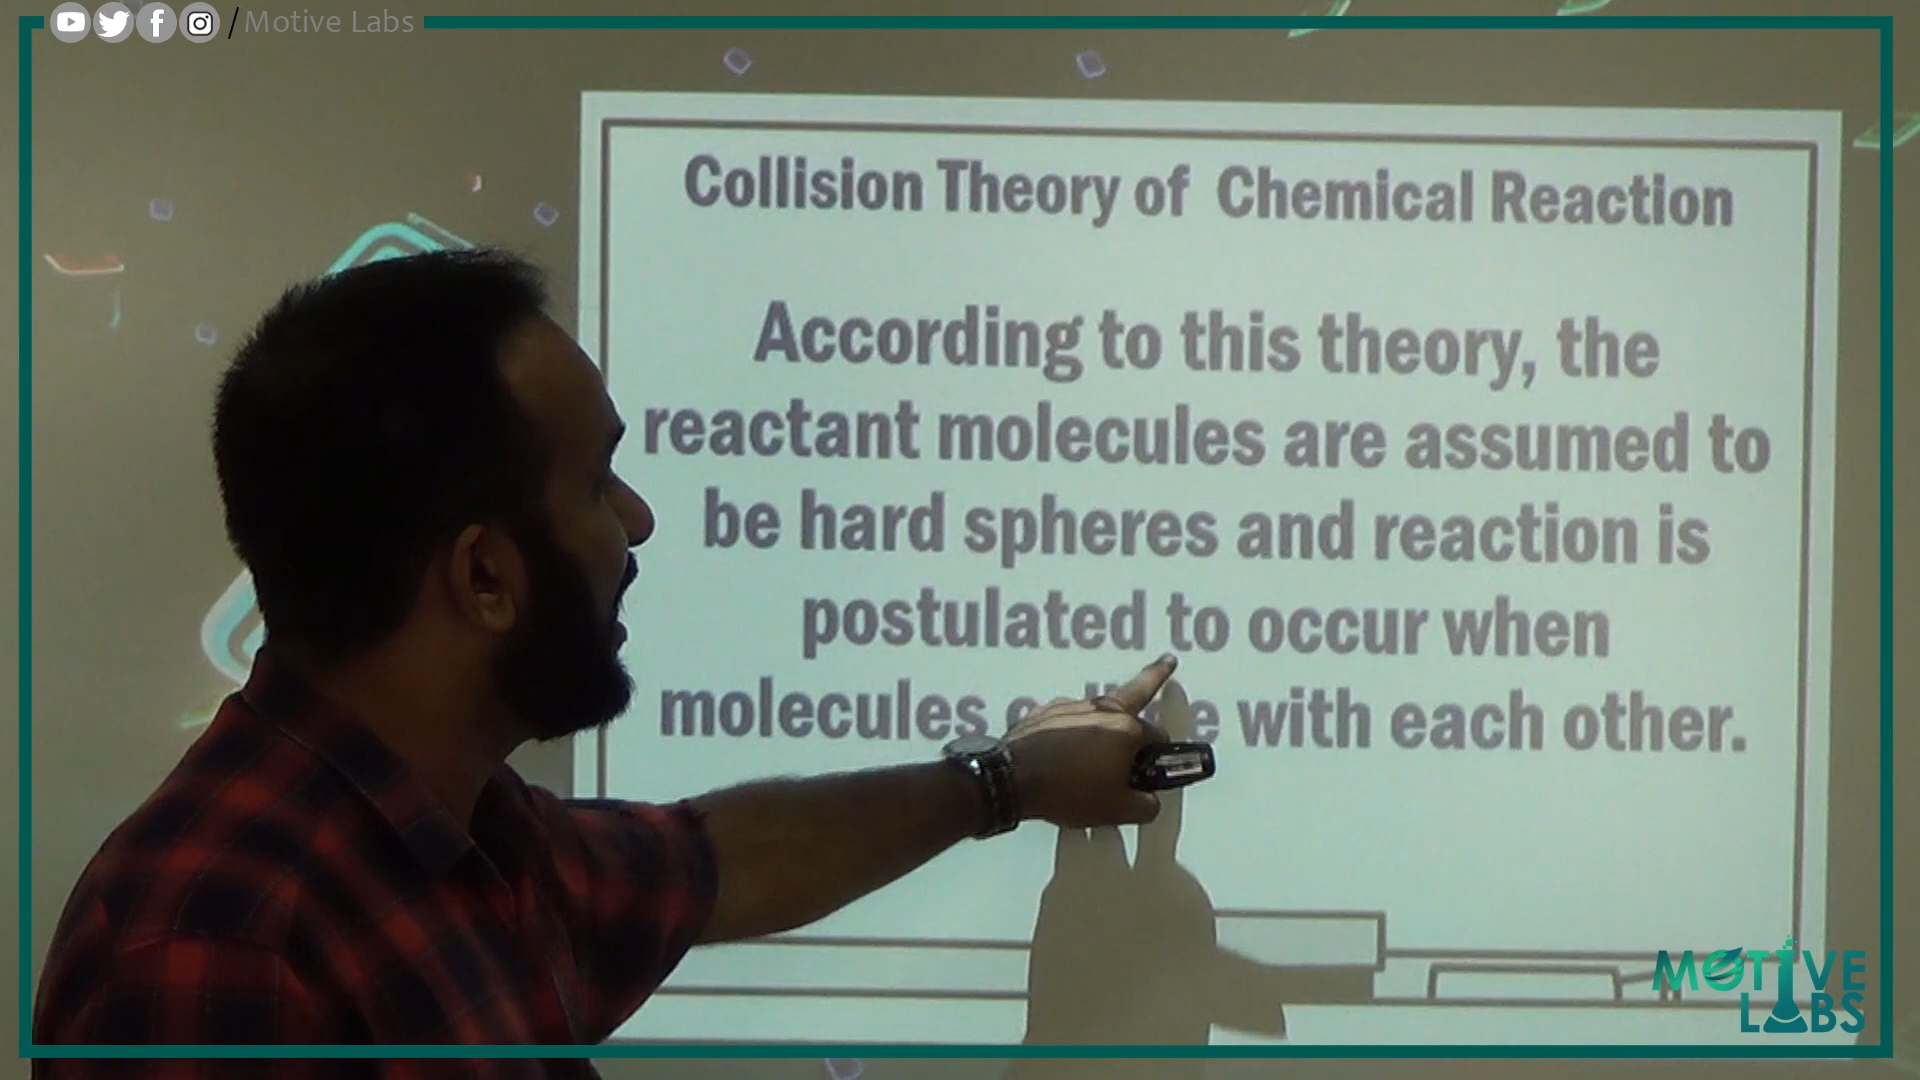 / Motive Labs
Collision Theory of Chemical Reaction
According to this theory, the
reactant molecules are assumed to
be hard spheres and reaction is
postulated to occur when
molecules with each other.
MOTIVE
LABS